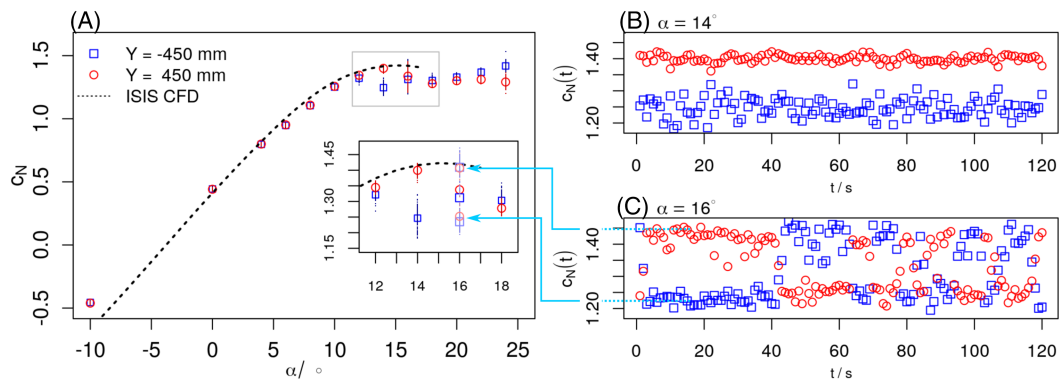 (A)
Y = -450 mm
Y = 450 mm
ISIS CFD
c_N
1.5
1.0
0.5
0.0
-0.5
-10 -5 0 5 10 15 20 25
α/ °
1.45
1.30
1.15
12 14 16 18
(B) α = 14°
c_N(t)
1.40
1.20
0 20 40 60 80 100 120
t / s
(C) α = 16°
c_N(t)
1.40
1.20
0 20 40 60 80 100 120
t / s